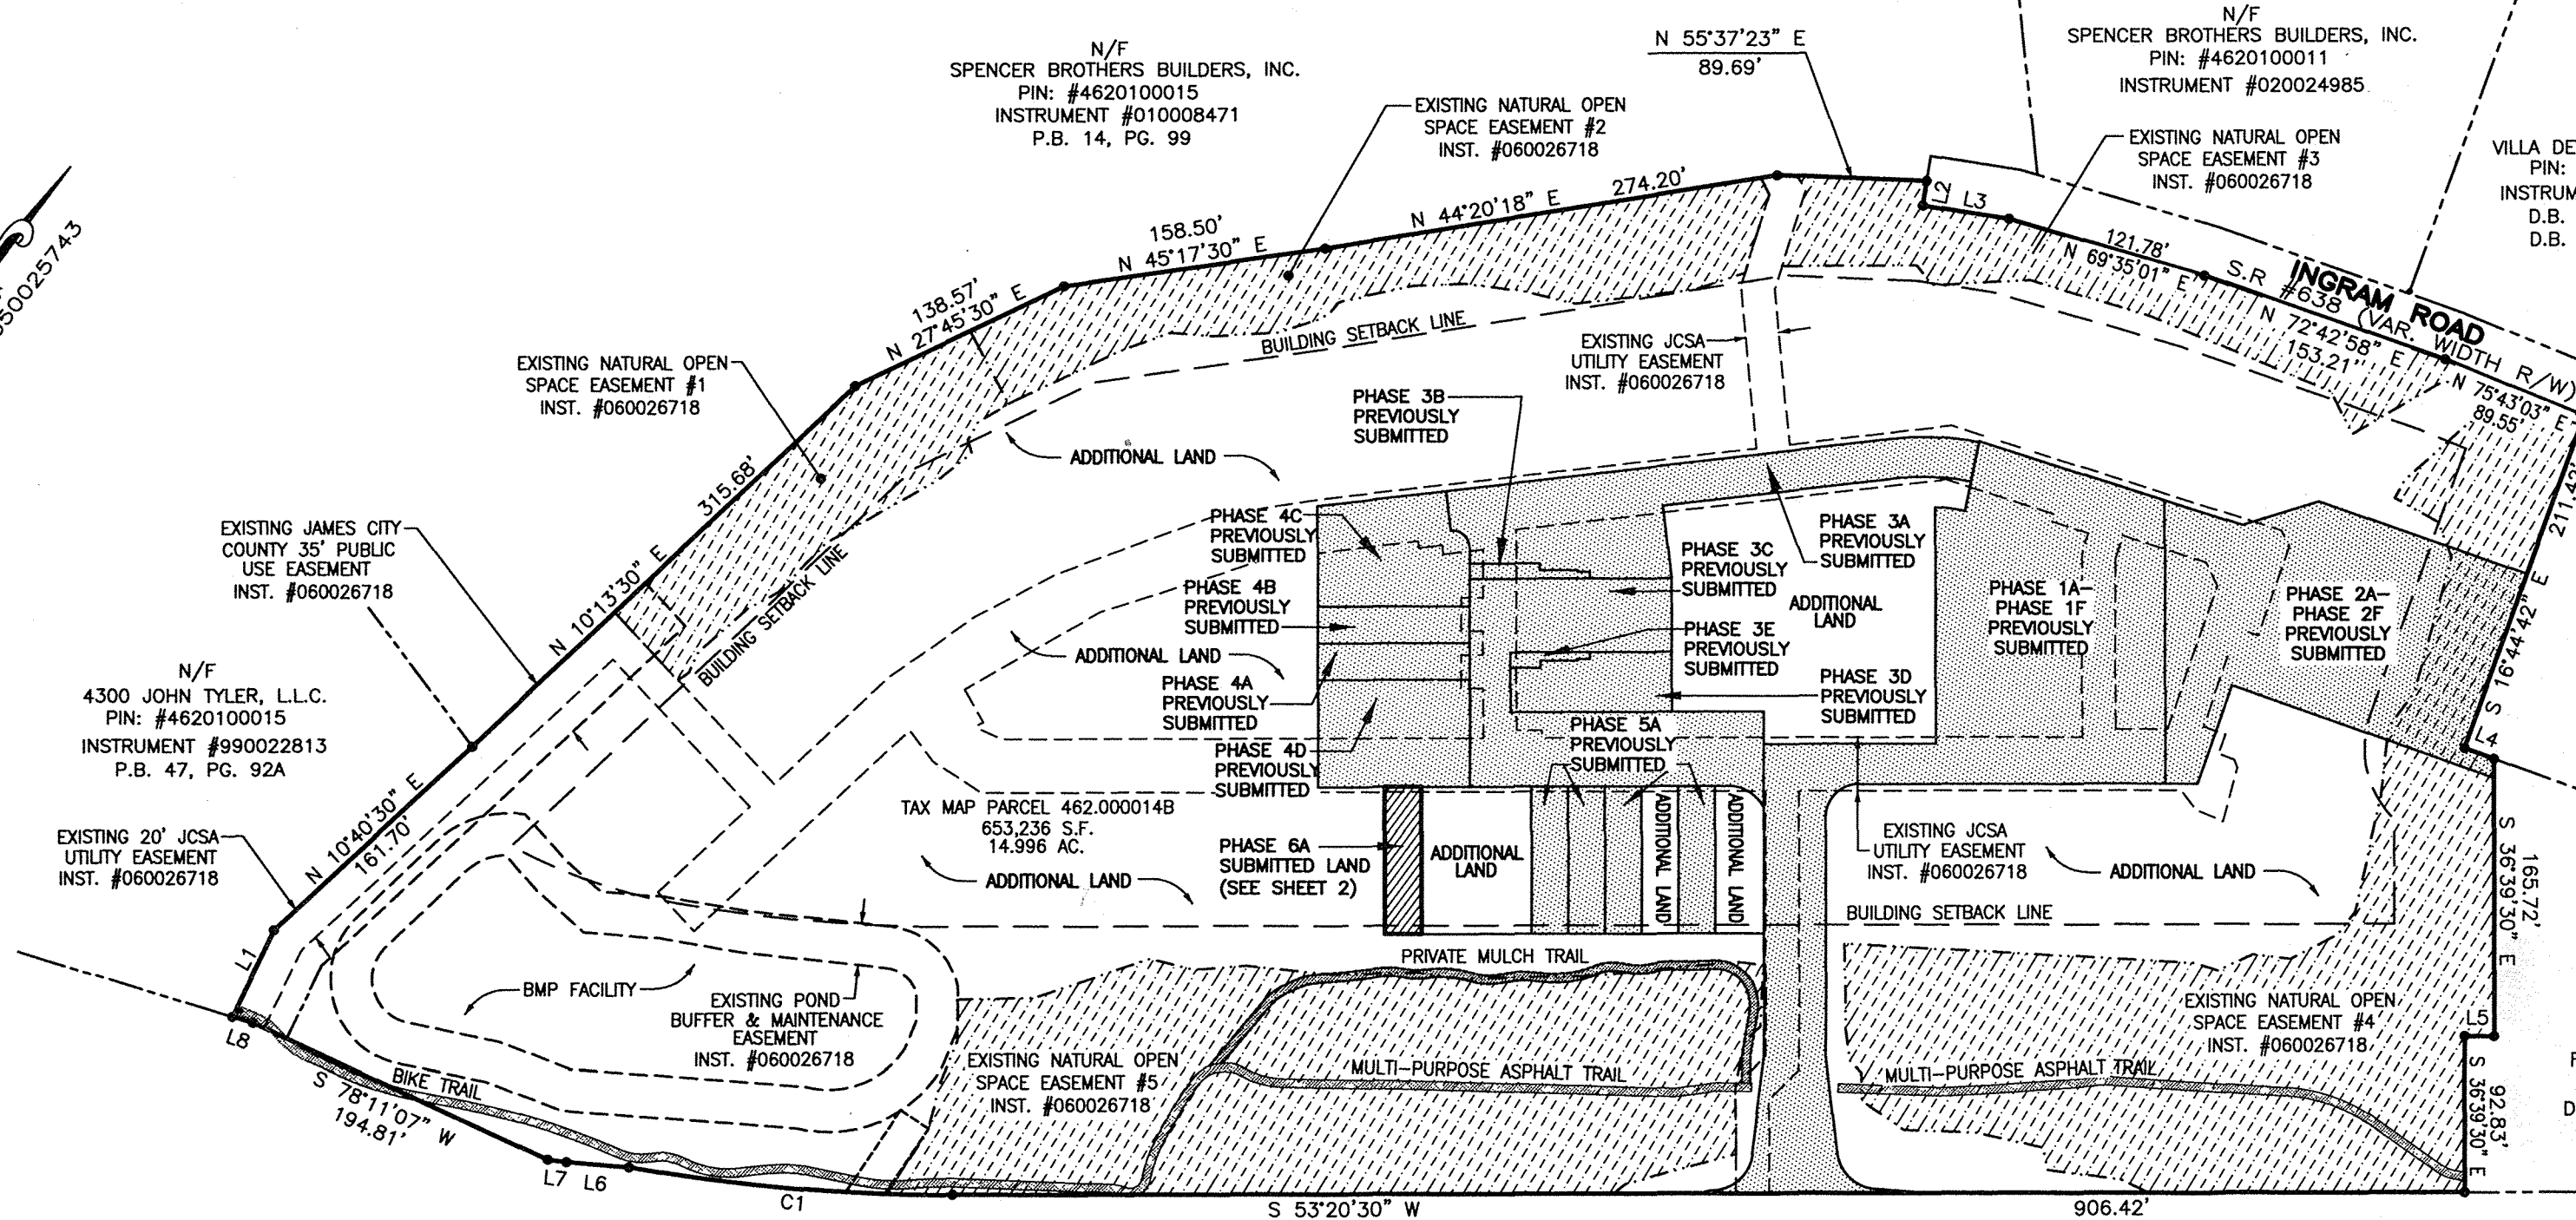 N/F
SPENCER BROTHERS BUILDERS, INC.
PIN: #4620100015
INSTRUMENT #010008471
P.B. 14, PG. 99
N 55°37'23" E
89.69'
N/F
SPENCER BROTHERS BUILDERS, INC.
PIN: #4620100011
INSTRUMENT #020024985
EXISTING NATURAL OPEN
SPACE EASEMENT #2
INST. #060026718
EXISTING NATURAL OPEN
SPACE EASEMENT #3
INST. #060026718
VILLA DE
PIN:
INSTRUM
D.B.
D.B.
50025743
L2
L3
274.20'
N 44°20'18" E
158.50'
N 45°17'30" E
138.57'
N 27°45'30" E
121.78'
N 69°35'01" E
S.R #638 (VAR. WIDTH R/W)
INGRAM ROAD
N 72°42'58" E
153.21'
N 75°43'03" E
89.55'
211.42'
S 16°44'42" E
BUILDING SETBACK LINE
EXISTING JCSA
UTILITY EASEMENT
INST. #060026718
EXISTING NATURAL OPEN
SPACE EASEMENT #1
INST. #060026718
PHASE 3B
PREVIOUSLY
SUBMITTED
ADDITIONAL LAND
315.68'
N 10°13'30" E
EXISTING JAMES CITY
COUNTY 35' PUBLIC
USE EASEMENT
INST. #060026718
BUILDING SETBACK LINE
PHASE 4C
PREVIOUSLY
SUBMITTED
PHASE 3A
PREVIOUSLY
SUBMITTED
PHASE 3C
PREVIOUSLY
SUBMITTED
PHASE 4B
PREVIOUSLY
SUBMITTED
ADDITIONAL
LAND
PHASE 1A-
PHASE 1F
PREVIOUSLY
SUBMITTED
PHASE 2A-
PHASE 2F
PREVIOUSLY
SUBMITTED
PHASE 3E
PREVIOUSLY
SUBMITTED
ADDITIONAL LAND
PHASE 4A
PREVIOUSLY
SUBMITTED
PHASE 3D
PREVIOUSLY
SUBMITTED
N/F
4300 JOHN TYLER, L.L.C.
PIN: #4620100015
INSTRUMENT #990022813
P.B. 47, PG. 92A
PHASE 5A
PREVIOUSLY
SUBMITTED
PHASE 4D
PREVIOUSLY
SUBMITTED
L4
N 10°40'30" E
161.70'
EXISTING 20' JCSA
UTILITY EASEMENT
INST. #060026718
TAX MAP PARCEL 462.000014B
653,236 S.F.
14.996 AC.
ADDITIONAL LAND
PHASE 6A
SUBMITTED LAND
(SEE SHEET 2)
ADDITIONAL
LAND
ADDITIONAL LAND
ADDITIONAL LAND
EXISTING JCSA
UTILITY EASEMENT
INST. #060026718
ADDITIONAL LAND
S 36°39'30" E
165.72'
BUILDING SETBACK LINE
L1
L8
PRIVATE MULCH TRAIL
BMP FACILITY
EXISTING POND
BUFFER & MAINTENANCE
EASEMENT
INST. #060026718
EXISTING NATURAL OPEN
SPACE EASEMENT #4
INST. #060026718
L5
EXISTING NATURAL OPEN
SPACE EASEMENT #5
INST. #060026718
MULTI-PURPOSE ASPHALT TRAIL
MULTI-PURPOSE ASPHALT TRAIL
BIKE TRAIL
S 78°11'07" W
194.81'
S 36°39'30" E
92.83'
D
L7
L6
C1
S 53°20'30" W
906.42'